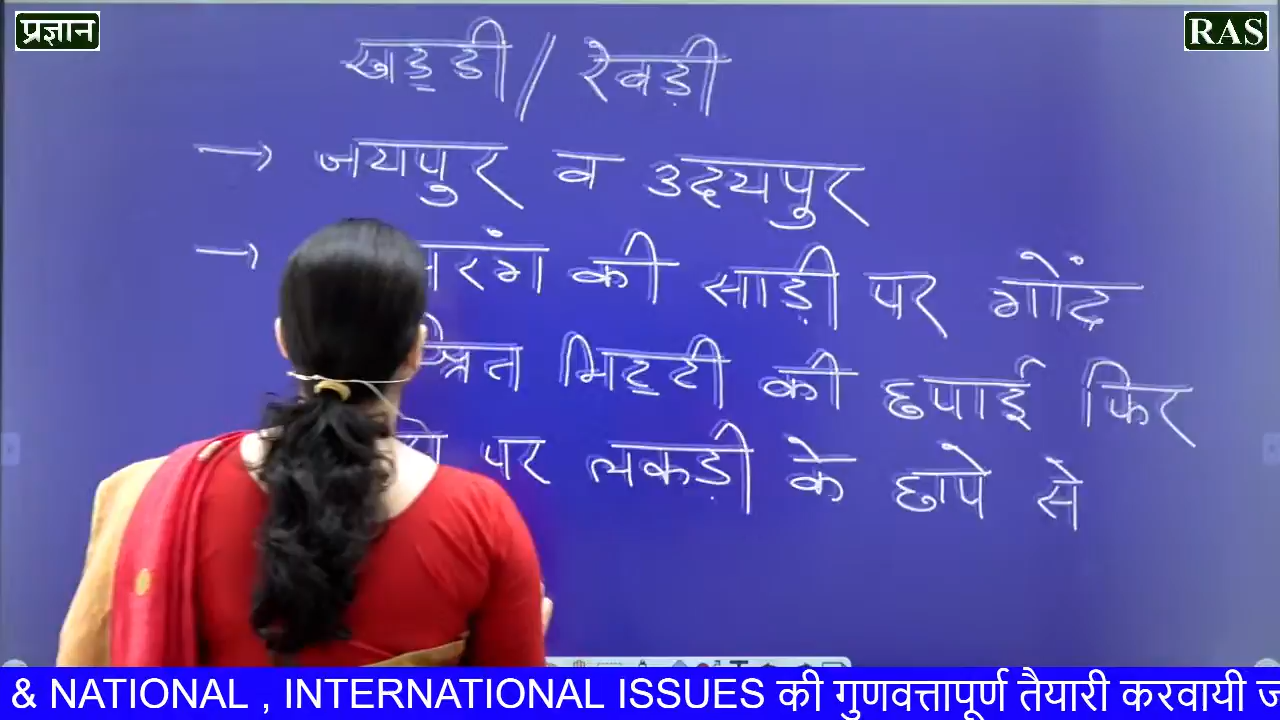 प्रज्ञान
RAS
खड्डी / रेवड़ी
→ जयपुर व उदयपुर
→ की साड़ी पर गोंद
मिट्टी की छपाई फिर
पर लकड़ी के छापे से
& NATIONAL , INTERNATIONAL ISSUES की गुणवत्तापूर्ण तैयारी करवायी